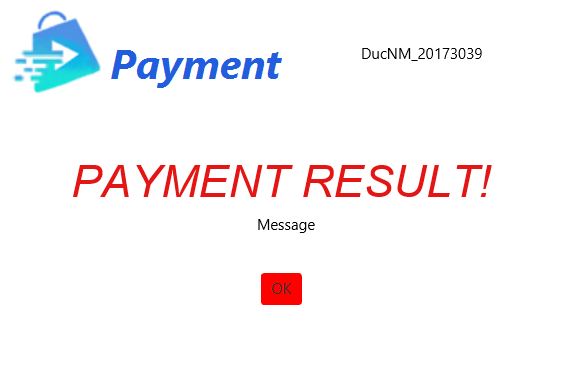 Payment
DucNM_20173039
PAYMENT RESULT!
Message
OK